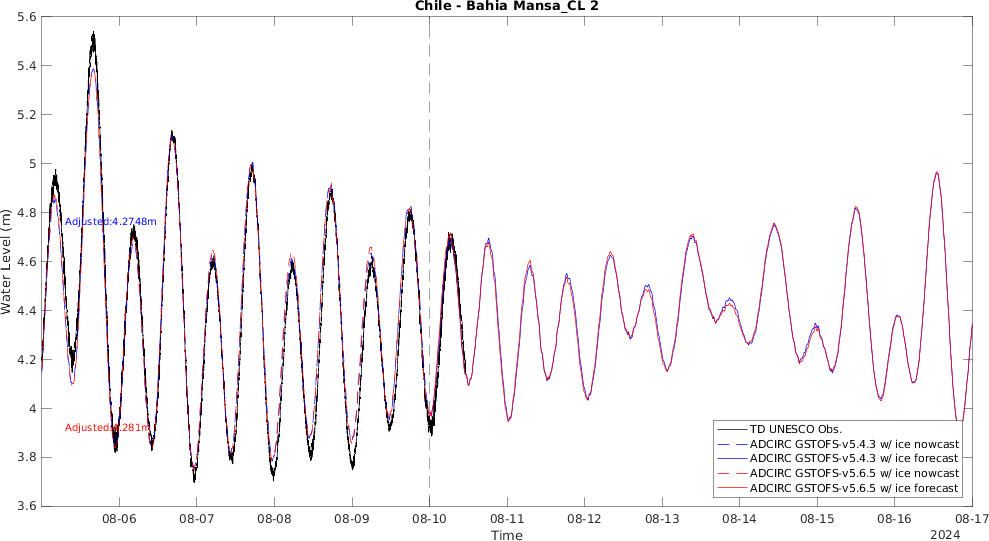 Chile - Bahia Mansa_CL 2
Water Level (m)
5.6
5.4
5.2
5
4.8
4.6
4.4
4.2
4
3.8
3.6
Adjusted:4.2748m
Adjusted:4.281m
TD UNESCO Obs.
ADCIRC GSTOFS-v5.4.3 w/ ice nowcast
ADCIRC GSTOFS-v5.4.3 w/ ice forecast
ADCIRC GSTOFS-v5.6.5 w/ ice nowcast
ADCIRC GSTOFS-v5.6.5 w/ ice forecast
08-06 08-07 08-08 08-09 08-10 08-11 08-12 08-13 08-14 08-15 08-16 08-17
Time
2024